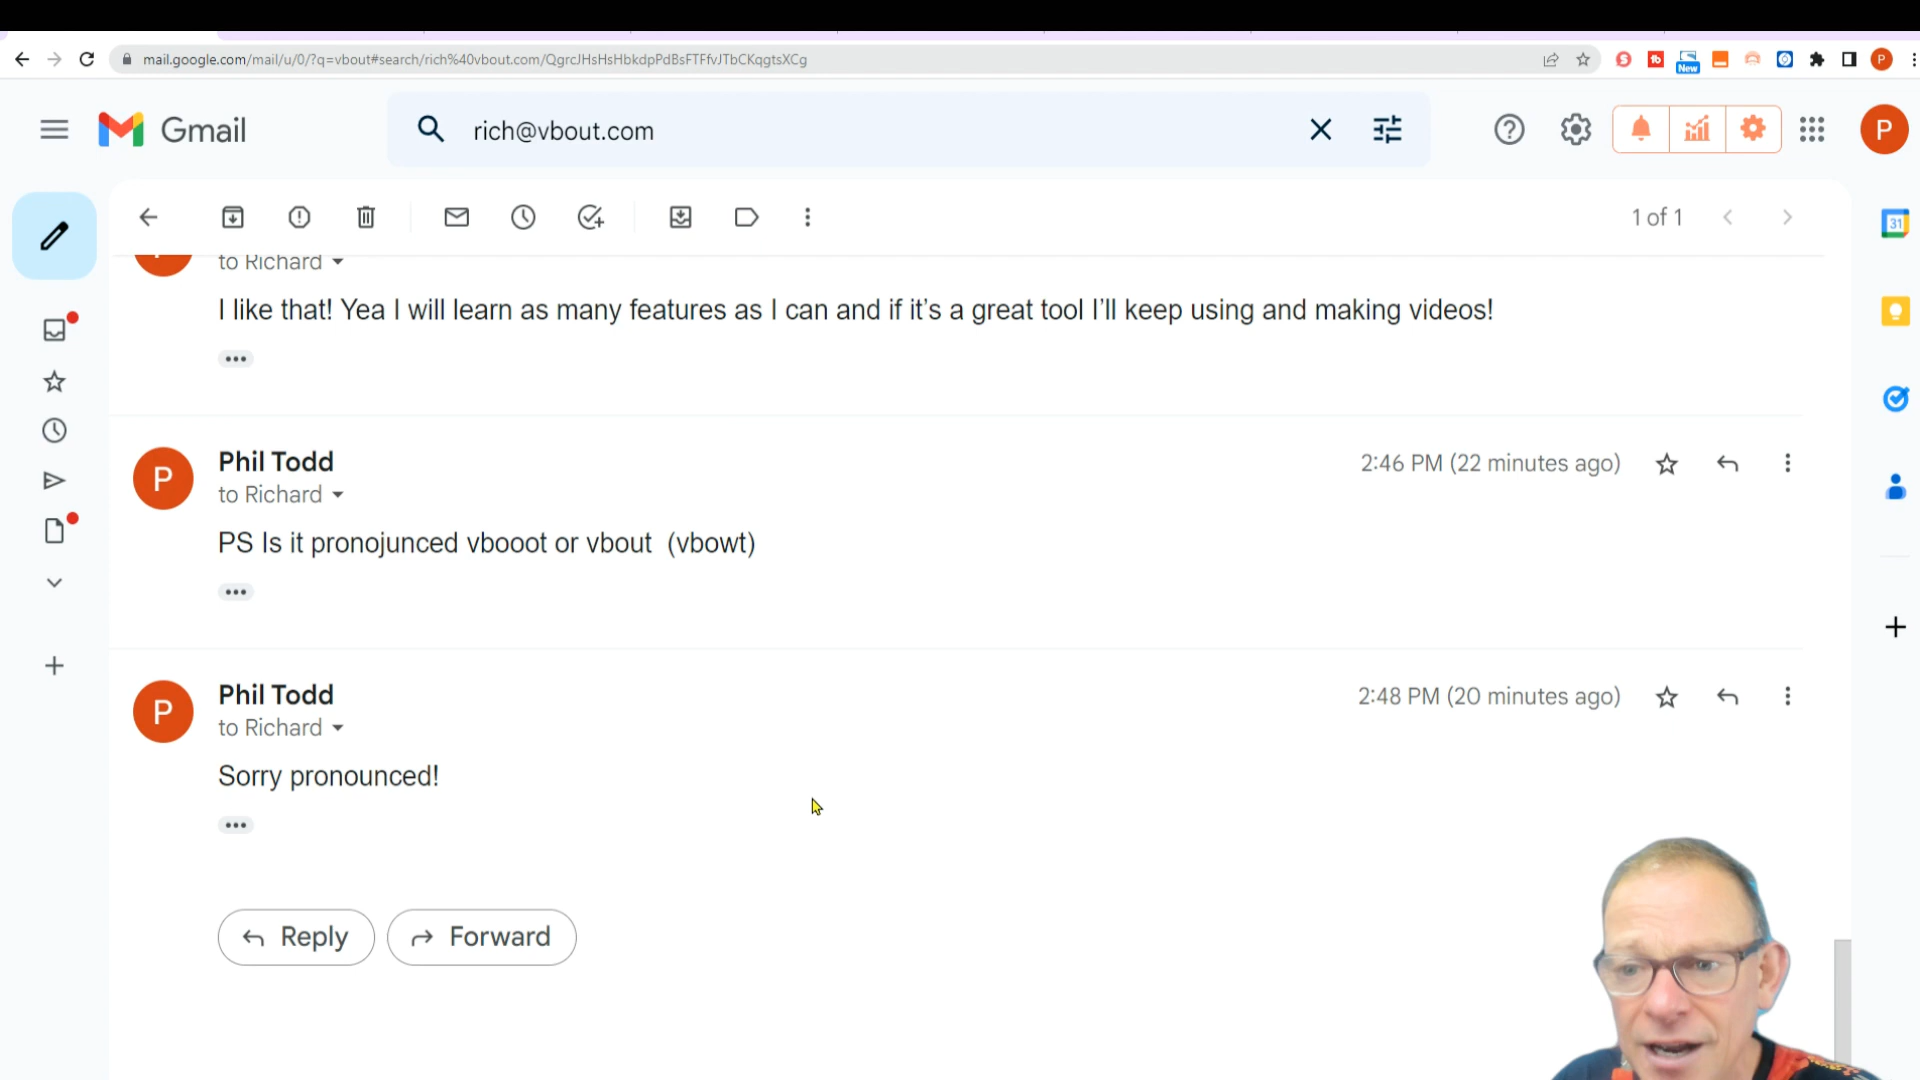 mail.google.com/mail/u/0/?q=vbout#search/rich%40vbout.com/QgrcJHsHsHbkdpPdBsFTFfvJTbCKqgtsXCg
New
P
Gmail
rich@vbout.com
P
1 of 1
31
to Richard
I like that! Yea I will learn as many features as I can and if it's a great tool I'll keep using and making videos!
P
Phil Todd
2:46 PM (22 minutes ago)
to Richard
PS Is it pronojunced vbooot or vbout (vbowt)
P
Phil Todd
2:48 PM (20 minutes ago)
to Richard
Sorry pronounced!
Reply
Forward